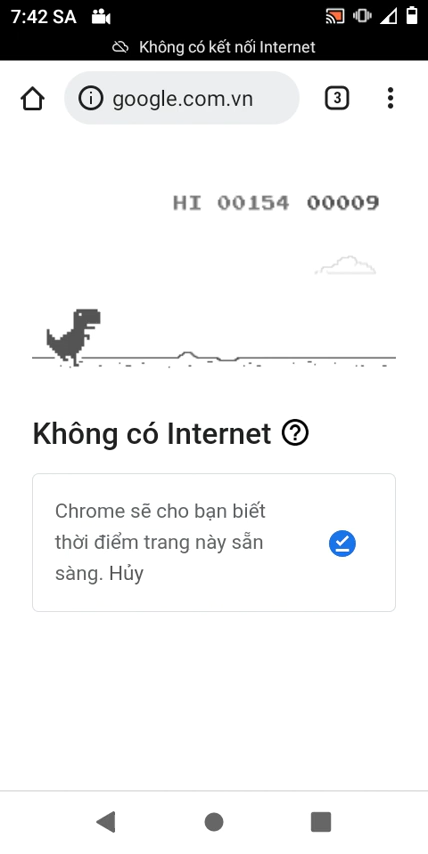 7:42 SA
Không có kết nối Internet
google.com.vn
3
HI 00154 00009
Không có Internet
Chrome sẽ cho bạn biết
thời điểm trang này sẵn
sàng. Hủy